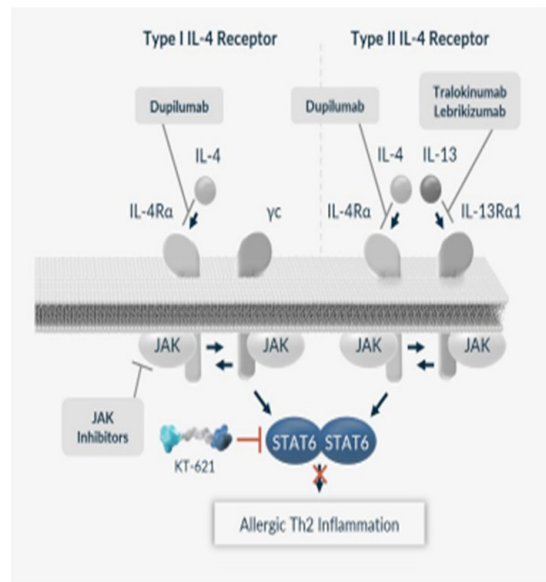 Type I IL-4 Receptor
Type II IL-4 Receptor
Dupilumab
Dupilumab
Tralokinumab
Lebrikizumab
IL-4
IL-4
IL-13
IL-4Rα
γc
IL-4Rα
IL-13Rα1
JAK
JAK
JAK
JAK
JAK
Inhibitors
KT-621
STAT6
STAT6
Allergic Th2 Inflammation